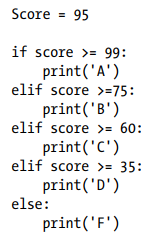 Score = 95

if score >= 99:
    print('A')
elif score >=75:
    print('B')
elif score >= 60:
    print('C')
elif score >= 35:
    print('D')
else:
    print('F')